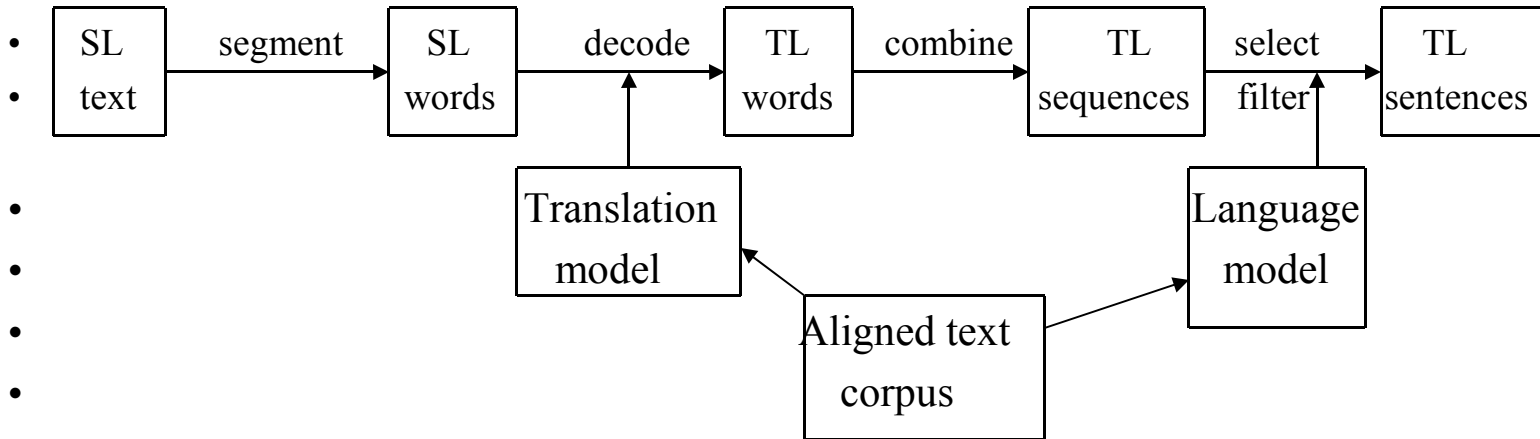 • SL segment SL decode TL combine TL select TL
• text words words sequences filter sentences
• Translation Language
• model model
• Aligned text
• corpus